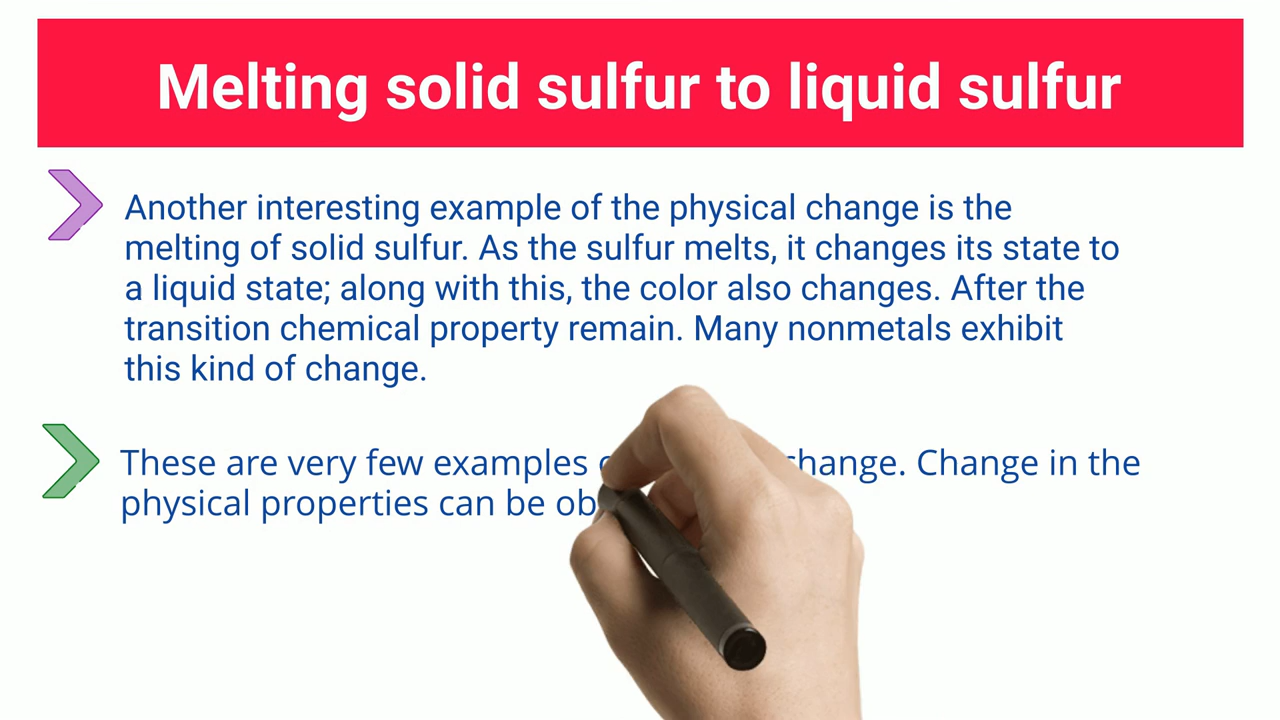 Melting solid sulfur to liquid sulfur
Another interesting example of the physical change is the
melting of solid sulfur. As the sulfur melts, it changes its state to
a liquid state; along with this, the color also changes. After the
transition chemical property remain. Many nonmetals exhibit
this kind of change.
These are very few examples change. Change in the
physical properties can be